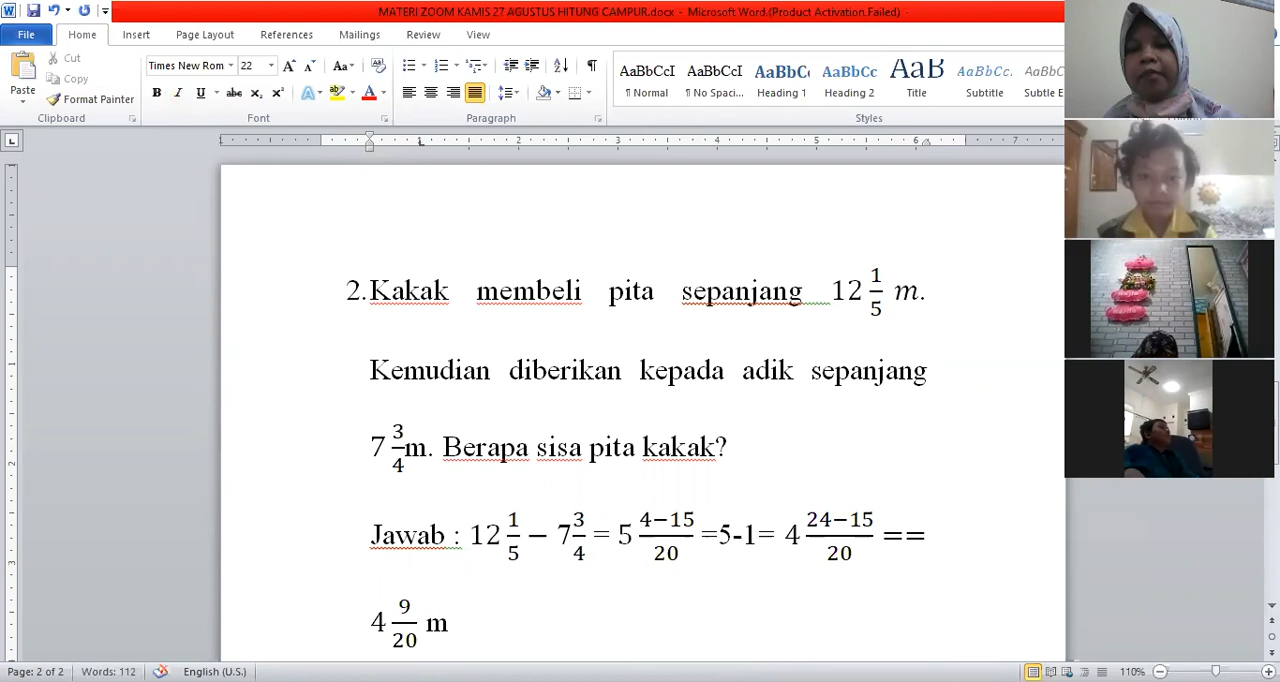 MATERI ZOOM KAMIS 27 AGUSTUS HITUNG CAMPUR.docx - Microsoft Word (Product Activation Failed)
File Home Insert Page Layout References Mailings Review View
Cut
Copy
Format Painter
Paste
Clipboard
Times New Rom 22
Font
Paragraph
AaBbCcI AaBbCcI AaBbC AaBbCc AaB AaBbCc. AaBbCc
¶ Normal ¶ No Spaci... Heading 1 Heading 2 Title Subtitle Subtle E
Styles
2. Kakak membeli pita sepanjang 12 1/5 m.
Kemudian diberikan kepada adik sepanjang
7 3/4 m. Berapa sisa pita kakak?
Jawab : 12 1/5 − 7 3/4 = 5 (4−15)/20 =5-1= 4 (24−15)/20 ==
4 9/20 m
Page: 2 of 2 Words: 112 English (U.S.) 110%